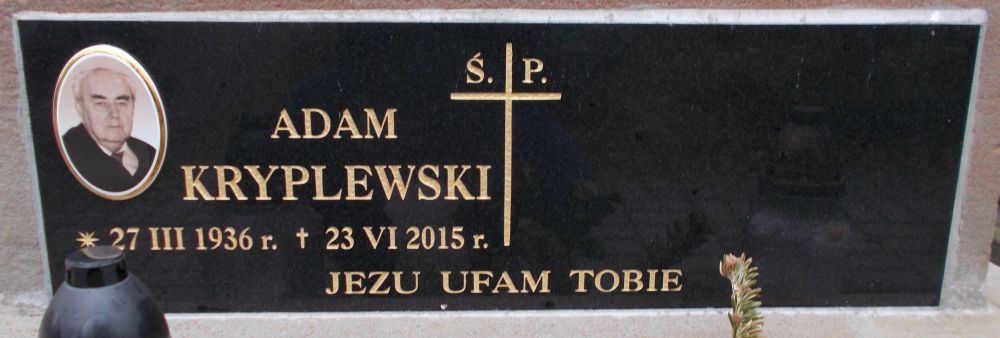 Ś. P.
ADAM
KRYPLEWSKI
✷ 27 III 1936 r. ✝ 23 VI 2015 r.
JEZU UFAM TOBIE